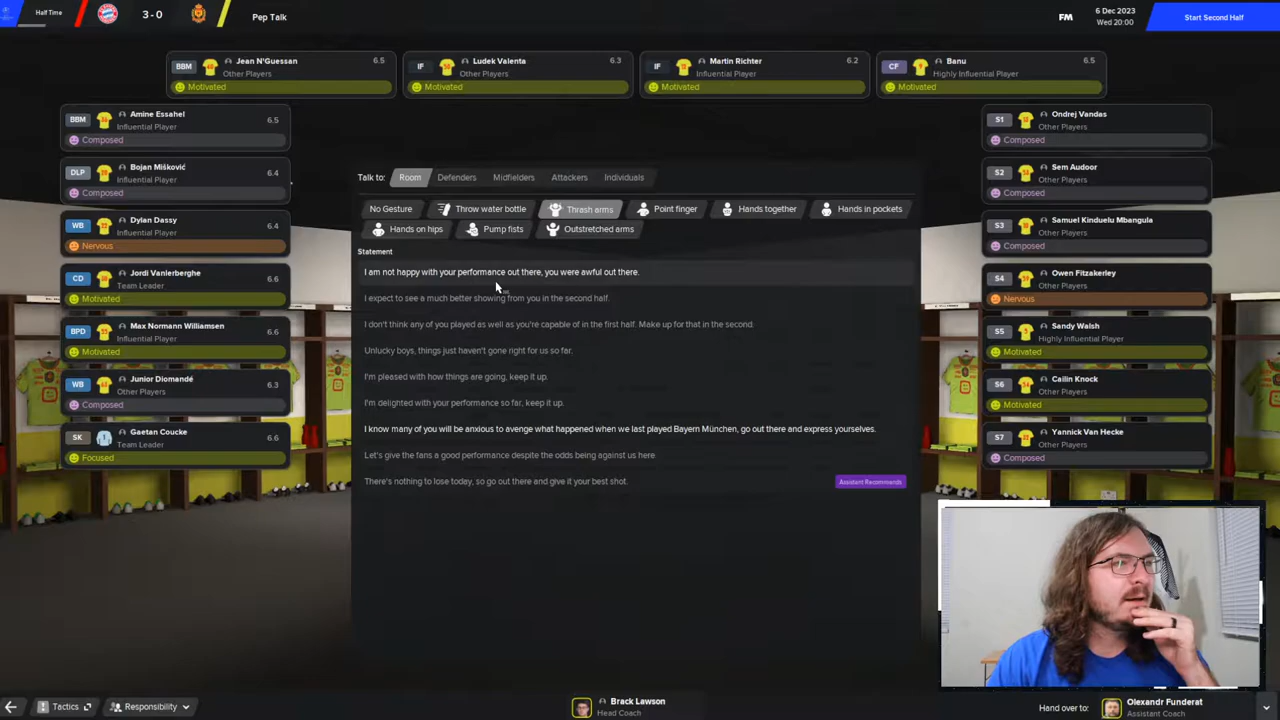 Half Time
3 - 0
Pep Talk
FM
6 Dec 2023
Wed 20:00
Start Second Half
BBM Jean N'Guessan 6.5
Other Players
Motivated
IF Ludek Valenta 6.3
Other Players
Motivated
IF Martin Richter 6.2
Influential Player
Motivated
CF Banu 6.5
Highly Influential Player
Motivated
BBM Amine Essahel 6.5
Influential Player
Composed
DLP Bojan Mišković 6.4
Influential Player
Composed
WB Dylan Dassy 6.4
Influential Player
Nervous
CD Jordi Vanlerberghe 6.6
Team Leader
Motivated
BPD Max Normann Williamsen 6.6
Influential Player
Motivated
WB Junior Diomandé 6.3
Other Players
Composed
SK Gaetan Coucke 6.6
Team Leader
Focused
Talk to: Room Defenders Midfielders Attackers Individuals
No Gesture Throw water bottle Thrash arms Point finger Hands together Hands in pockets
Hands on hips Pump fists Outstretched arms
Statement
I am not happy with your performance out there, you were awful out there.
I expect to see a much better showing from you in the second half.
I don't think any of you played as well as you're capable of in the first half. Make up for that in the second.
Unlucky boys, things just haven't gone right for us so far.
I'm pleased with how things are going, keep it up.
I'm delighted with your performance so far, keep it up.
I know many of you will be anxious to avenge what happened when we last played Bayern München, go out there and express yourselves.
Let's give the fans a good performance despite the odds being against us here
There's nothing to lose today, so go out there and give it your best shot.
Assistant Recommends
S1 Ondrej Vandas
Other Players
Composed
S2 Sem Audoor
Other Players
Composed
S3 Samuel Kinduelu Mbangula
Other Players
Composed
S4 Owen Fitzakerley
Other Players
Nervous
S5 Sandy Walsh
Highly Influential Player
Motivated
S6 Cailin Knock
Other Players
Motivated
S7 Yannick Van Hecke
Other Players
Composed
Tactics
Responsibility
Brack Lawson
Head Coach
Hand over to: Olexandr Funderat
Assistant Coach